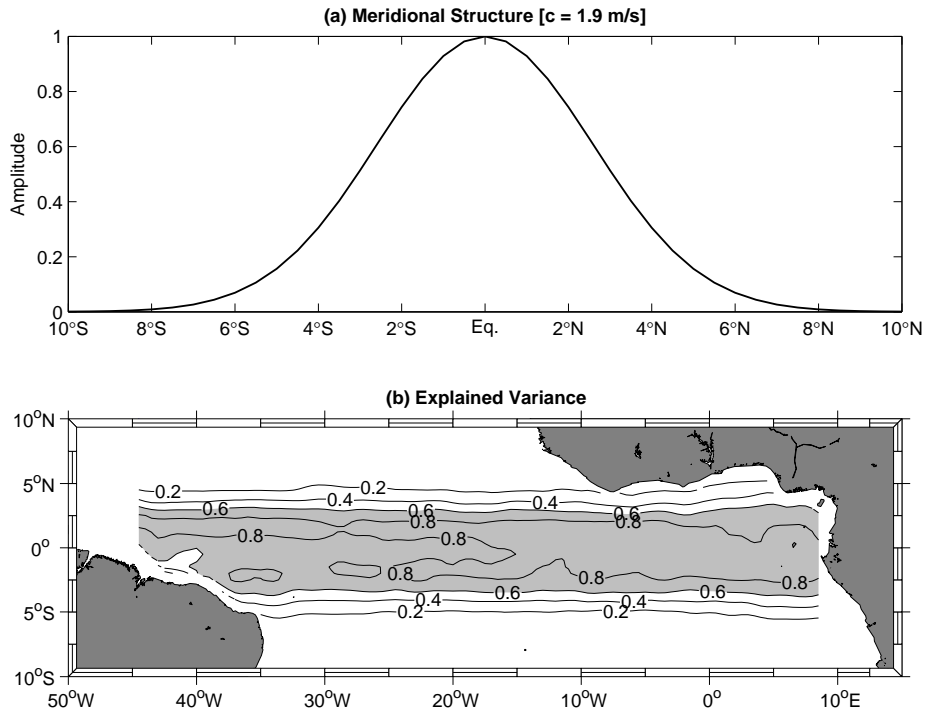 (a) Meridional Structure [c = 1.9 m/s]
1
0.8
0.6
0.4
0.2
0
Amplitude
10°S 8°S 6°S 4°S 2°S Eq. 2°N 4°N 6°N 8°N 10°N
(b) Explained Variance
10°N
5°N
0°
5°S
10°S
0.2 0.2
0.4 0.4
0.6 0.6 0.6
0.8 0.8
0.8 0.8
0.8 0.8 0.8
0.6 0.6
0.4 0.4
0.2 0.2
50°W 40°W 30°W 20°W 10°W 0° 10°E